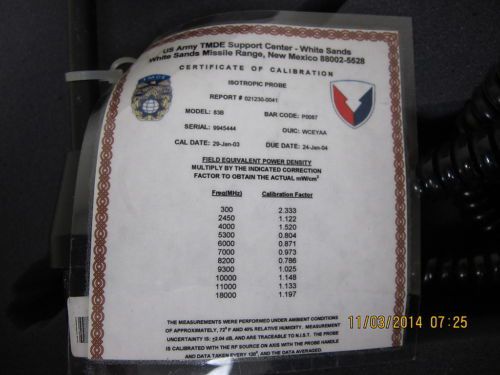 US Army TMDE Support Center - White Sands
White Sands Missile Range, New Mexico 88002-5528
CERTIFICATE OF CALIBRATION
ISOTROPIC PROBE
REPORT # 021230-0041
TMDE
MODEL: 83B BAR CODE: P0087
SERIAL: 9945444 OUIC: WCEYAA
CAL DATE: 29-Jan-03 DUE DATE: 24-Jan-04
FIELD EQUIVALENT POWER DENSITY
MULTIPLY BY THE INDICATED CORRECTION
FACTOR TO OBTAIN THE ACTUAL mW/cm²
Freq(MHz) Calibration Factor
300 2.333
2450 1.122
4000 1.520
5300 0.804
6000 0.871
7000 0.973
8200 0.786
9300 1.025
10000 1.148
11000 1.133
18000 1.197
THE MEASUREMENTS WERE PERFORMED UNDER AMBIENT CONDITIONS
OF APPROXIMATELY, 72° F AND 40% RELATIVE HUMIDITY. MEASUREMENT
UNCERTAINTY IS: ±2.04 dB, AND ARE TRACEABLE TO N.I.S.T. THE PROBE
IS CALIBRATED WITH THE RF SOURCE ON AXIS WITH THE PROBE HANDLE
AND DATA TAKEN EVERY 120°, AND THE DATA AVERAGED.
11/03/2014 07:25